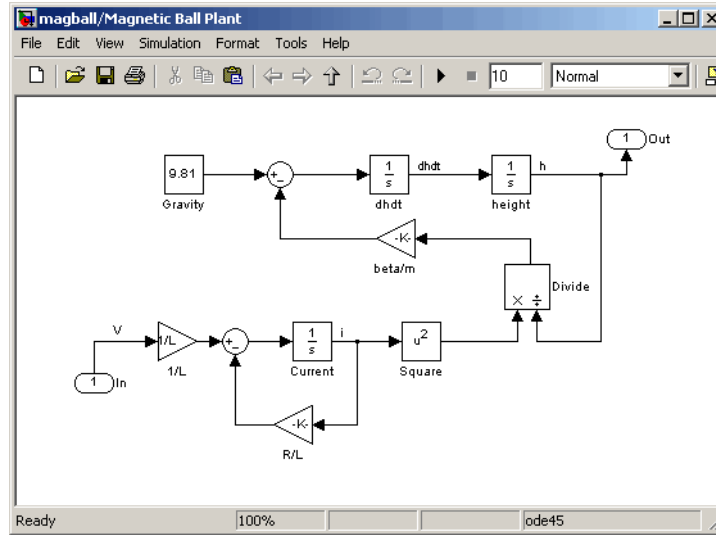 magball/Magnetic Ball Plant
File Edit View Simulation Format Tools Help
10 Normal
1 Out
9.81 + - 1/s dhdt 1/s h
Gravity dhdt height
-K-
beta/m
× ÷ Divide
V 1/L + - 1/s i u²
1 In 1/L Current Square
-K-
R/L
Ready 100% ode45